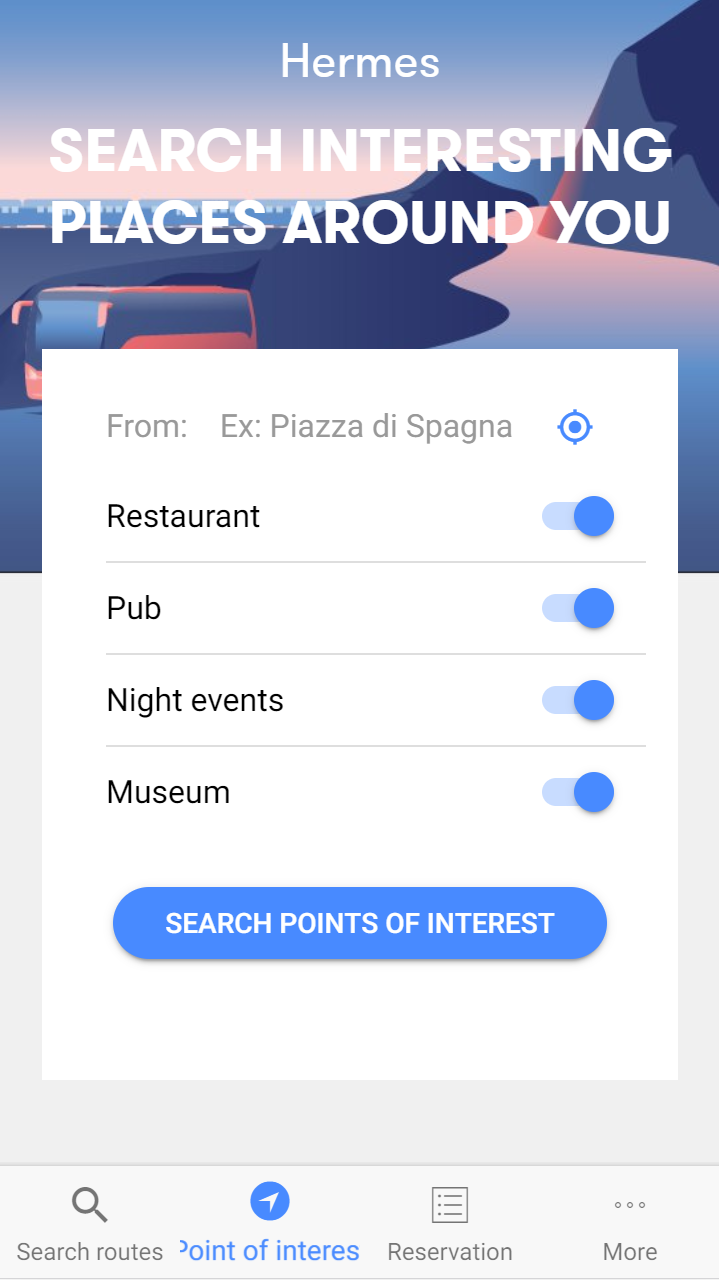 Hermes
SEARCH INTERESTING
PLACES AROUND YOU
From: Ex: Piazza di Spagna
Restaurant
Pub
Night events
Museum
SEARCH POINTS OF INTEREST
Search routes Point of interes Reservation More